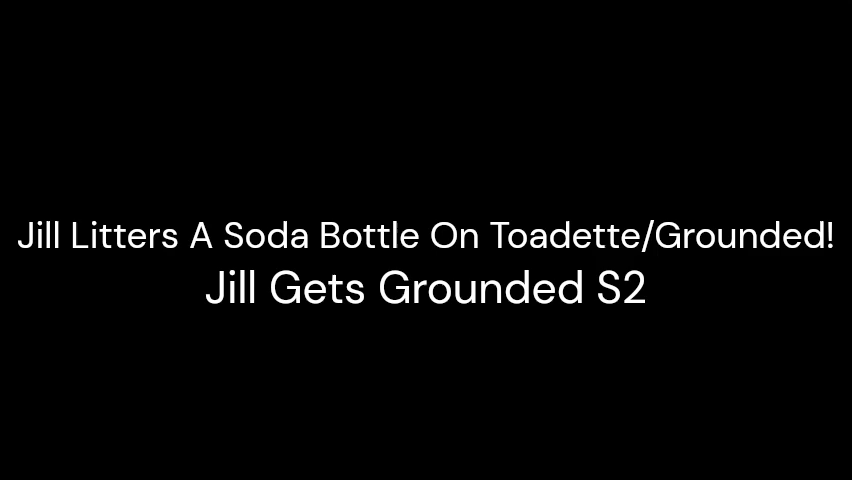 Jill Litters A Soda Bottle On Toadette/Grounded!
Jill Gets Grounded S2